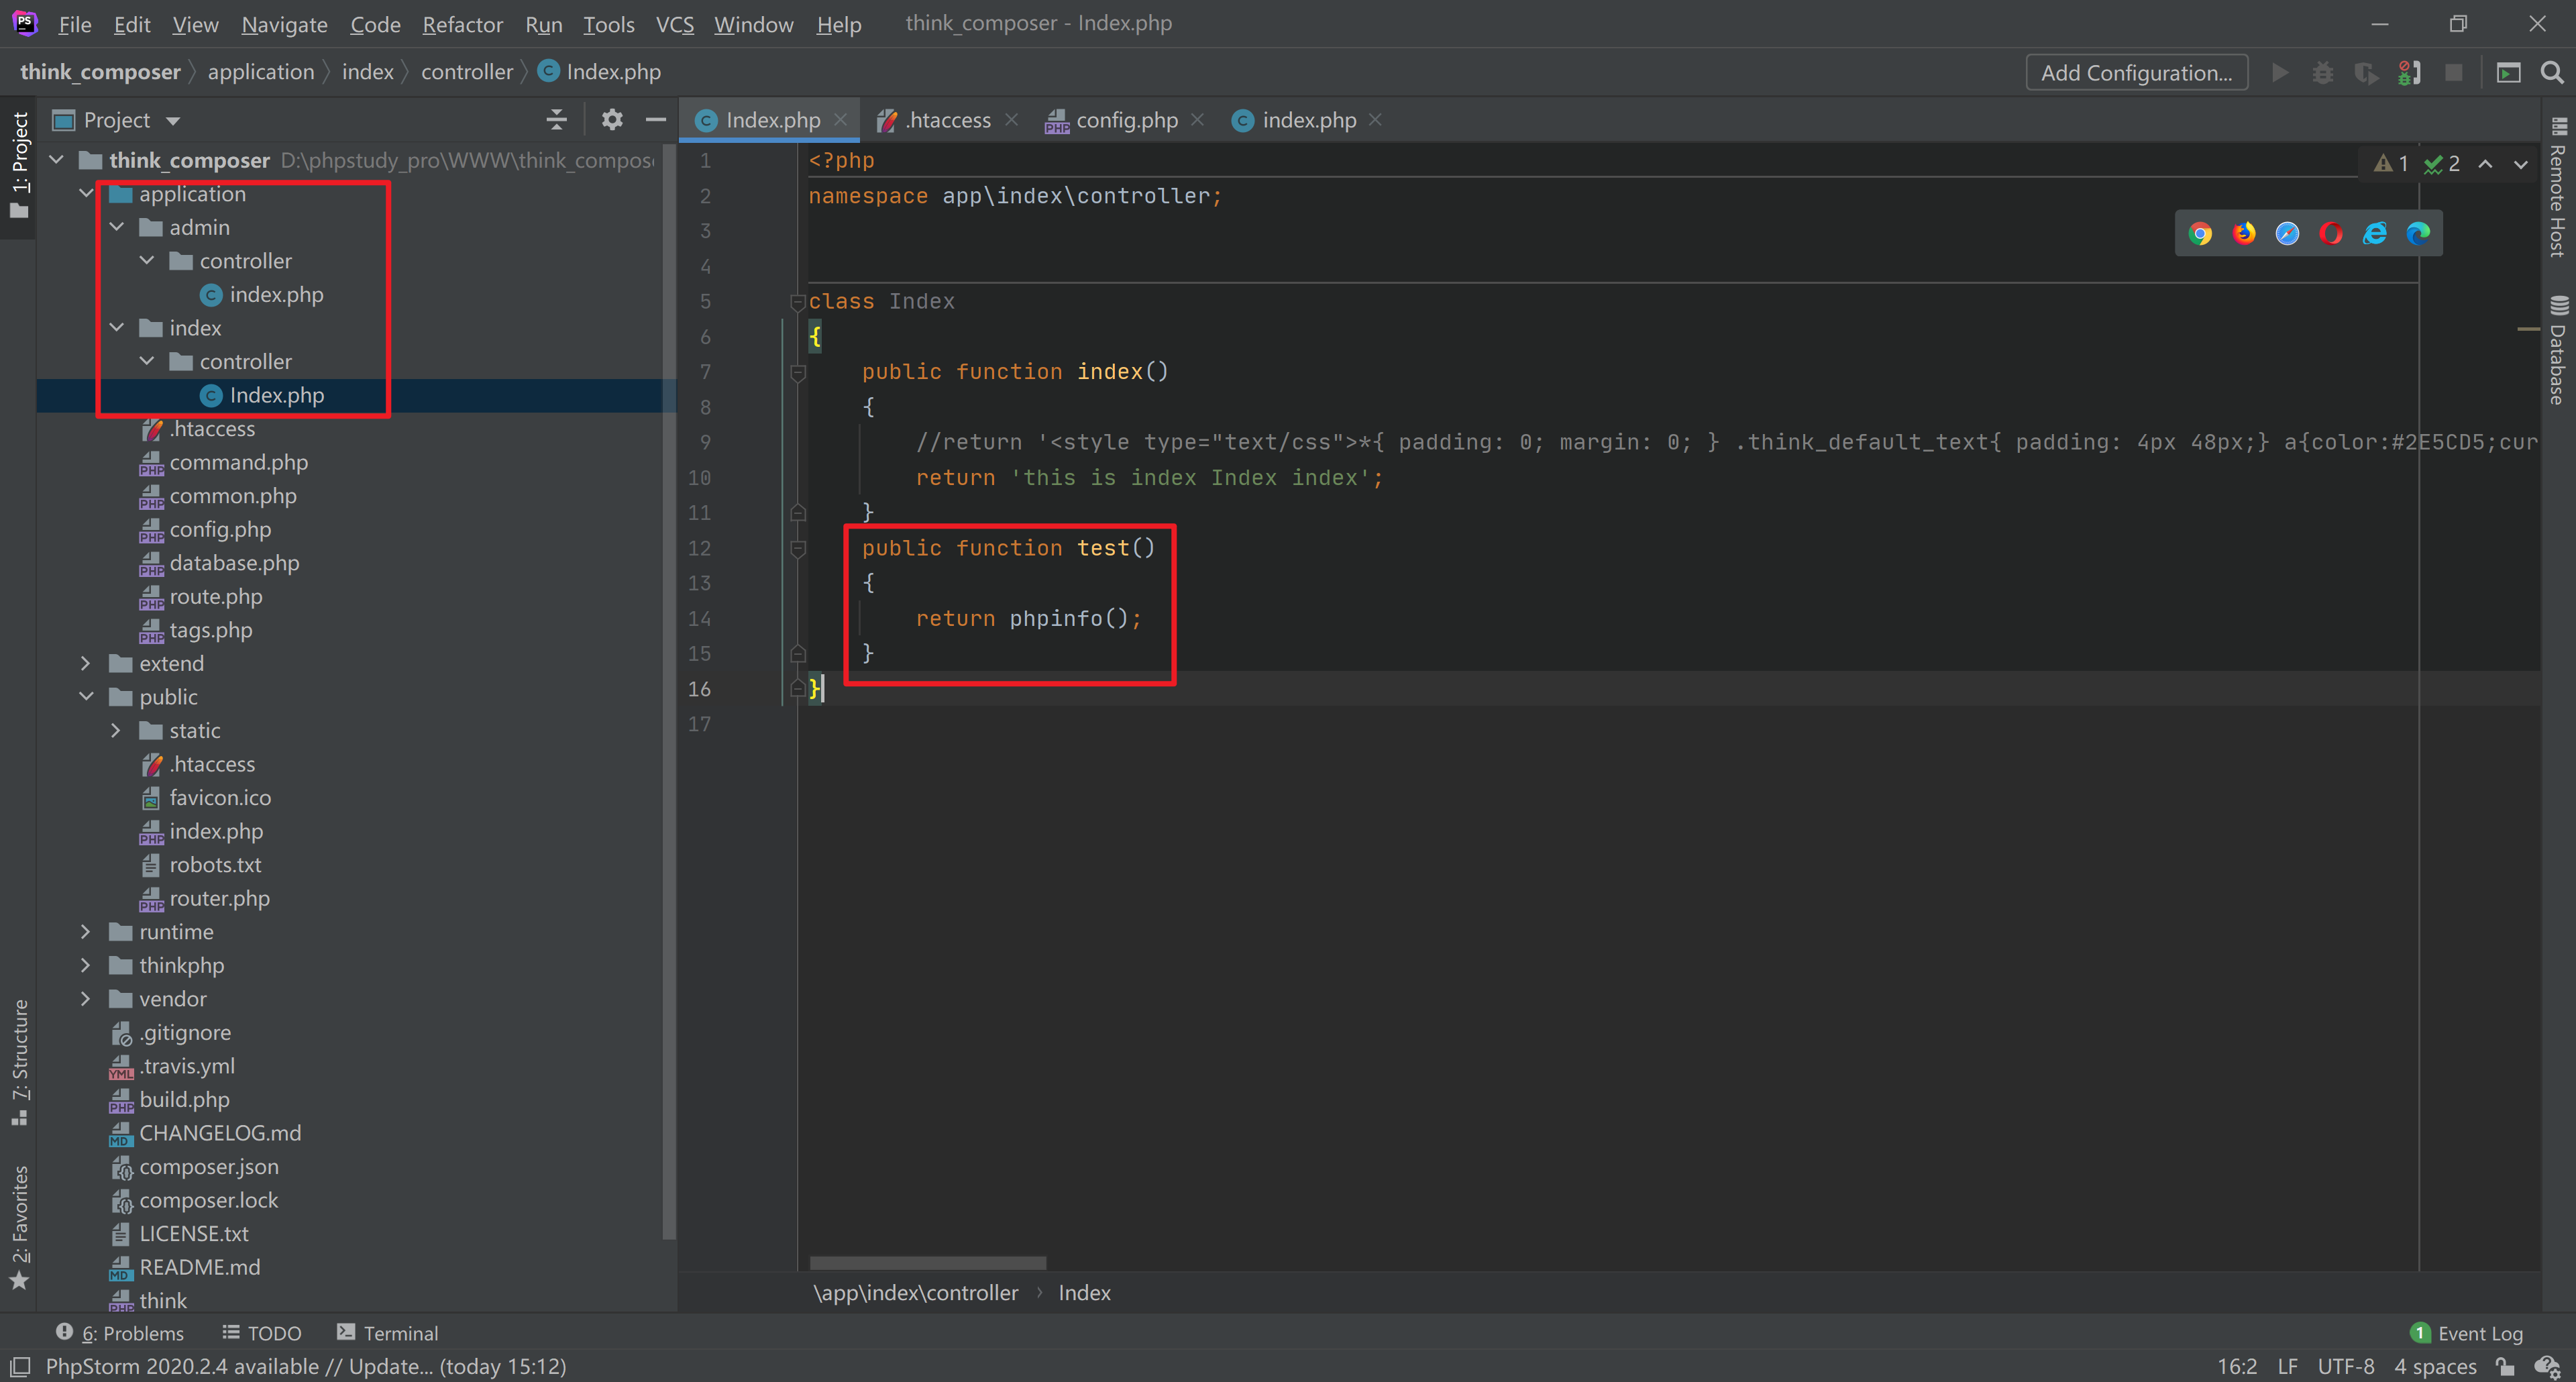 PS File Edit View Navigate Code Refactor Run Tools VCS Window Help think_composer - Index.php
think_composer application index controller Index.php Add Configuration...
1: Project
Project
Index.php .htaccess config.php index.php
think_composer D:\phpstudy_pro\WWW\think_compos
application
admin
controller
index.php
index
controller
Index.php
.htaccess
command.php
common.php
config.php
database.php
route.php
tags.php
extend
public
static
.htaccess
favicon.ico
index.php
robots.txt
router.php
runtime
thinkphp
vendor
.gitignore
.travis.yml
build.php
CHANGELOG.md
composer.json
composer.lock
LICENSE.txt
README.md
think
7: Structure
2: Favorites
1 <?php
2 namespace app\index\controller;
3
4
5 class Index
6 {
7 public function index()
8 {
9 //return '<style type="text/css">*{ padding: 0; margin: 0; } .think_default_text{ padding: 4px 48px;} a{color:#2E5CD5;cur
10 return 'this is index Index index';
11 }
12 public function test()
13 {
14 return phpinfo();
15 }
16 }
17
1 2
Remote Host
Database
\app\index\controller Index
6: Problems TODO Terminal 1 Event Log
PhpStorm 2020.2.4 available // Update... (today 15:12) 16:2 LF UTF-8 4 spaces